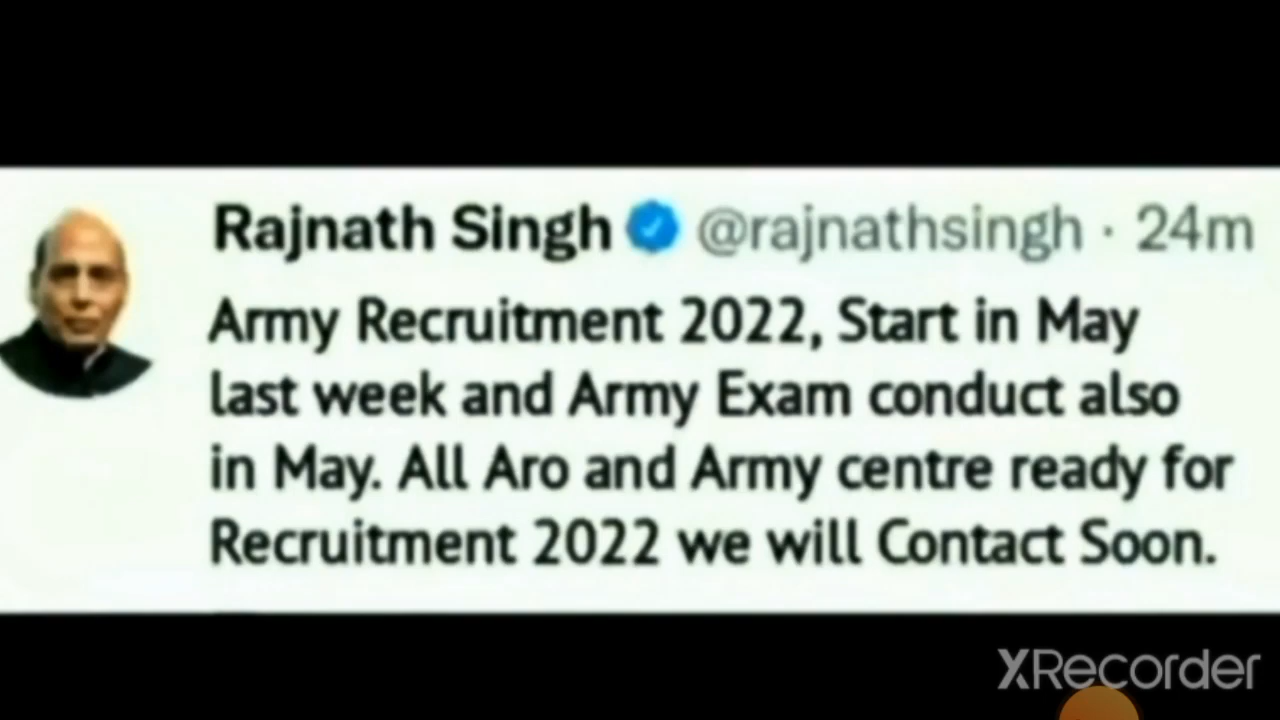 Rajnath Singh @rajnathsingh · 24m
Army Recruitment 2022, Start in May
last week and Army Exam conduct also
in May. All Aro and Army centre ready for
Recruitment 2022 we will Contact Soon.
XRecorder